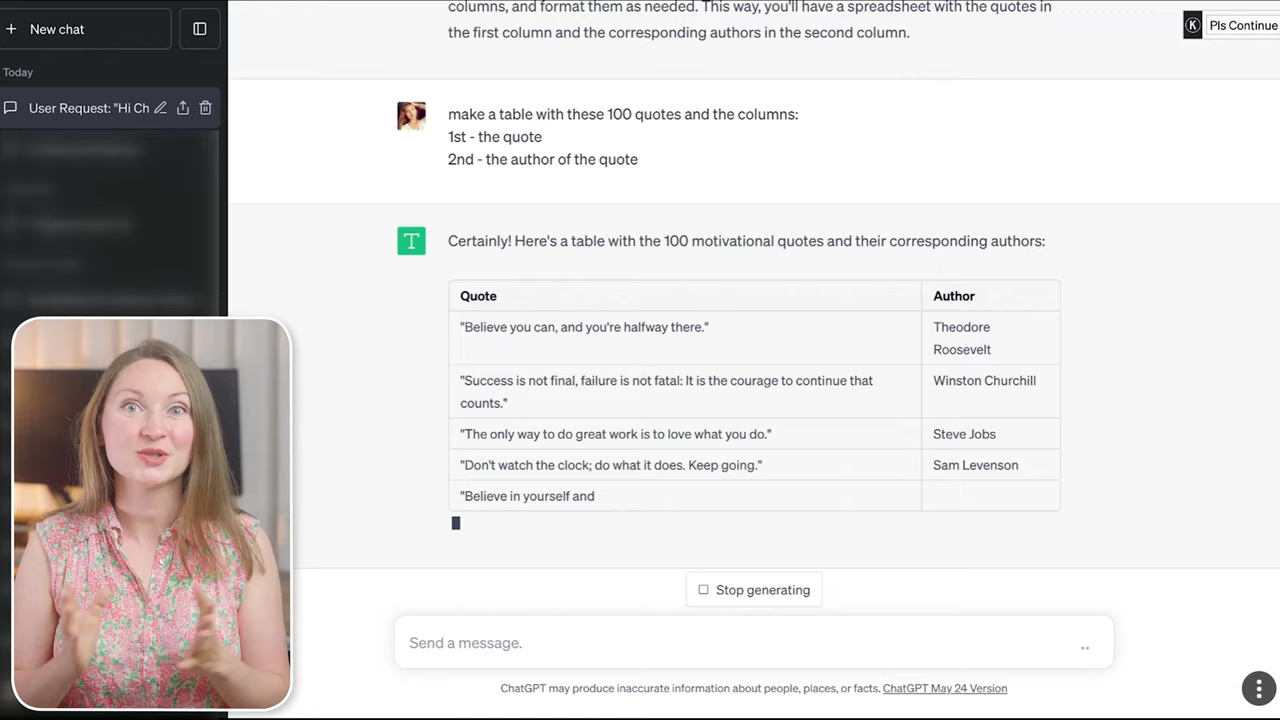 New chat
Today
User Request: "Hi Ch
columns, and format them as needed. This way, you'll have a spreadsheet with the quotes in
the first column and the corresponding authors in the second column.
K
Pls Continue
make a table with these 100 quotes and the columns:
1st - the quote
2nd - the author of the quote
T
Certainly! Here's a table with the 100 motivational quotes and their corresponding authors:
Quote Author
"Believe you can, and you're halfway there." Theodore
Roosevelt
"Success is not final, failure is not fatal: It is the courage to continue that Winston Churchill
counts."
"The only way to do great work is to love what you do." Steve Jobs
"Don't watch the clock; do what it does. Keep going." Sam Levenson
"Believe in yourself and
Stop generating
Send a message.
ChatGPT may produce inaccurate information about people, places, or facts. ChatGPT May 24 Version